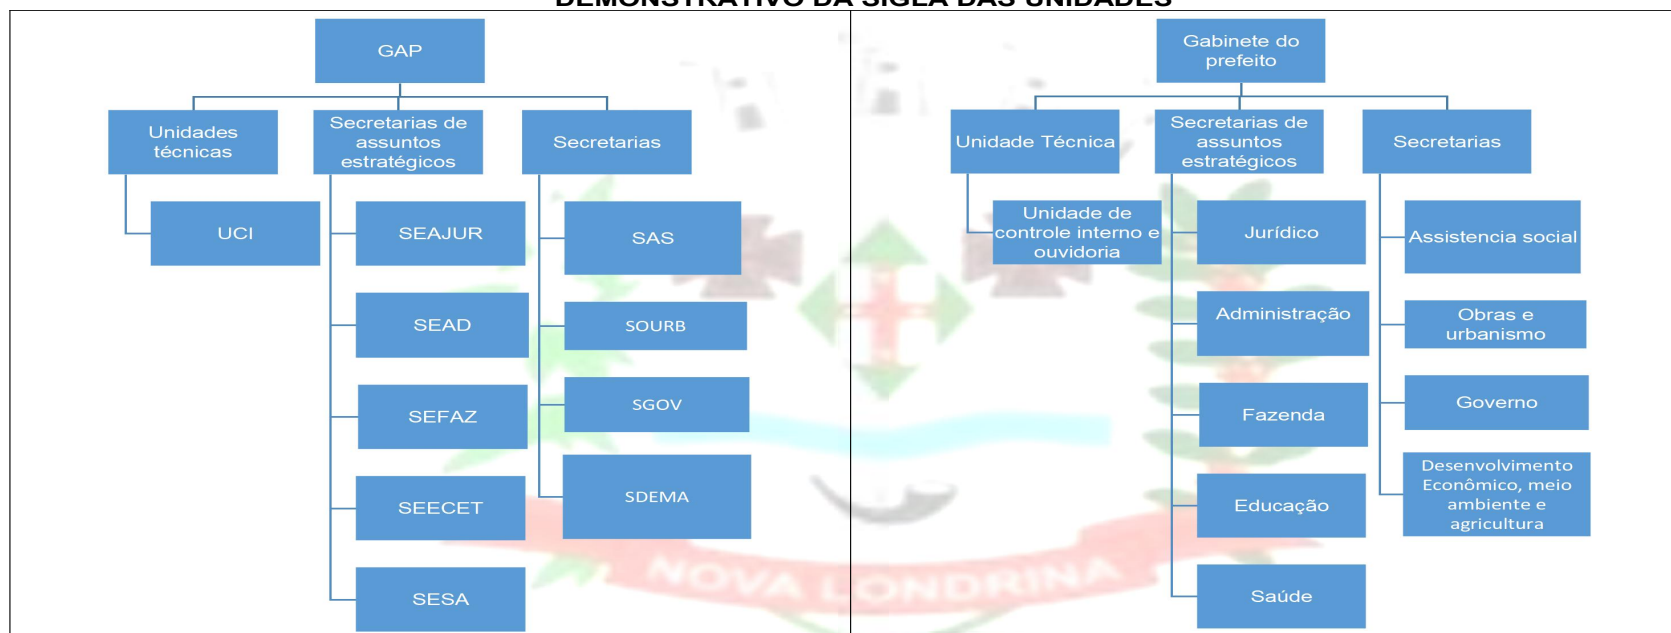 DEMONSTRATIVO DA SIGLA DAS UNIDADES
GAP
Unidades
técnicas
Secretarias de
assuntos
estratégicos
Secretarias
UCI
SEAJUR
SAS
SEAD
SOURB
SEFAZ
SGOV
SEECET
SDEMA
SESA
Gabinete do
prefeito
Unidade Técnica
Secretarias de
assuntos
estratégicos
Secretarias
Unidade de
controle interno e
ouvidoria
Jurídico
Assistencia social
Administração
Obras e
urbanismo
Fazenda
Governo
Educação
Desenvolvimento
Econômico, meio
ambiente e
agricultura
Saúde
NOVA LONDRINA